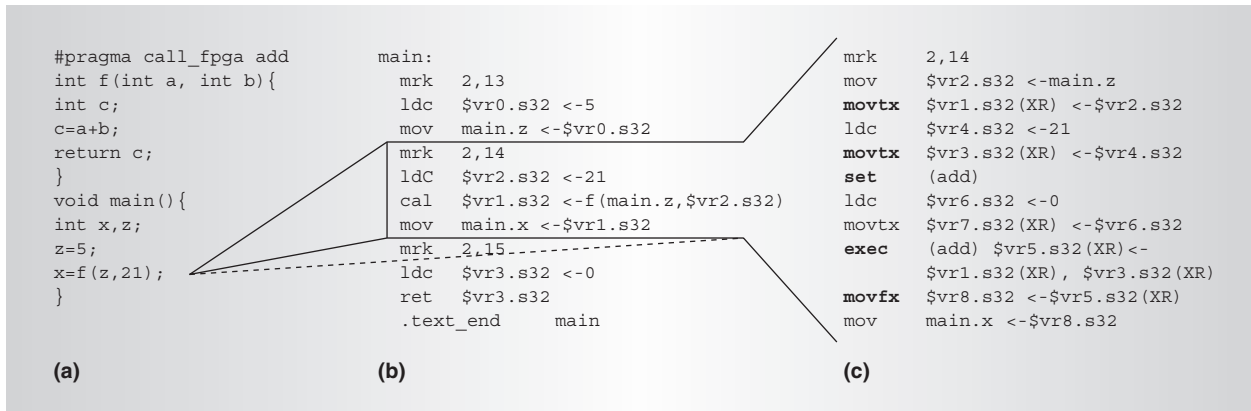 #pragma call_fpga add
int f(int a, int b){
int c;
c=a+b;
return c;
}
void main(){
int x,z;
z=5;
x=f(z,21);
}
(a)
main:
mrk 2,13
ldc $vr0.s32 <-5
mov main.z <-$vr0.s32
mrk 2,14
ldC $vr2.s32 <-21
cal $vr1.s32 <-f(main.z,$vr2.s32)
mov main.x <-$vr1.s32
mrk 2,15
ldc $vr3.s32 <-0
ret $vr3.s32
.text_end main
(b)
mrk 2,14
mov $vr2.s32 <-main.z
movtx $vr1.s32(XR) <-$vr2.s32
ldc $vr4.s32 <-21
movtx $vr3.s32(XR) <-$vr4.s32
set (add)
ldc $vr6.s32 <-0
movtx $vr7.s32(XR) <-$vr6.s32
exec (add) $vr5.s32(XR)<-
$vr1.s32(XR), $vr3.s32(XR)
movfx $vr8.s32 <-$vr5.s32(XR)
mov main.x <-$vr8.s32
(c)